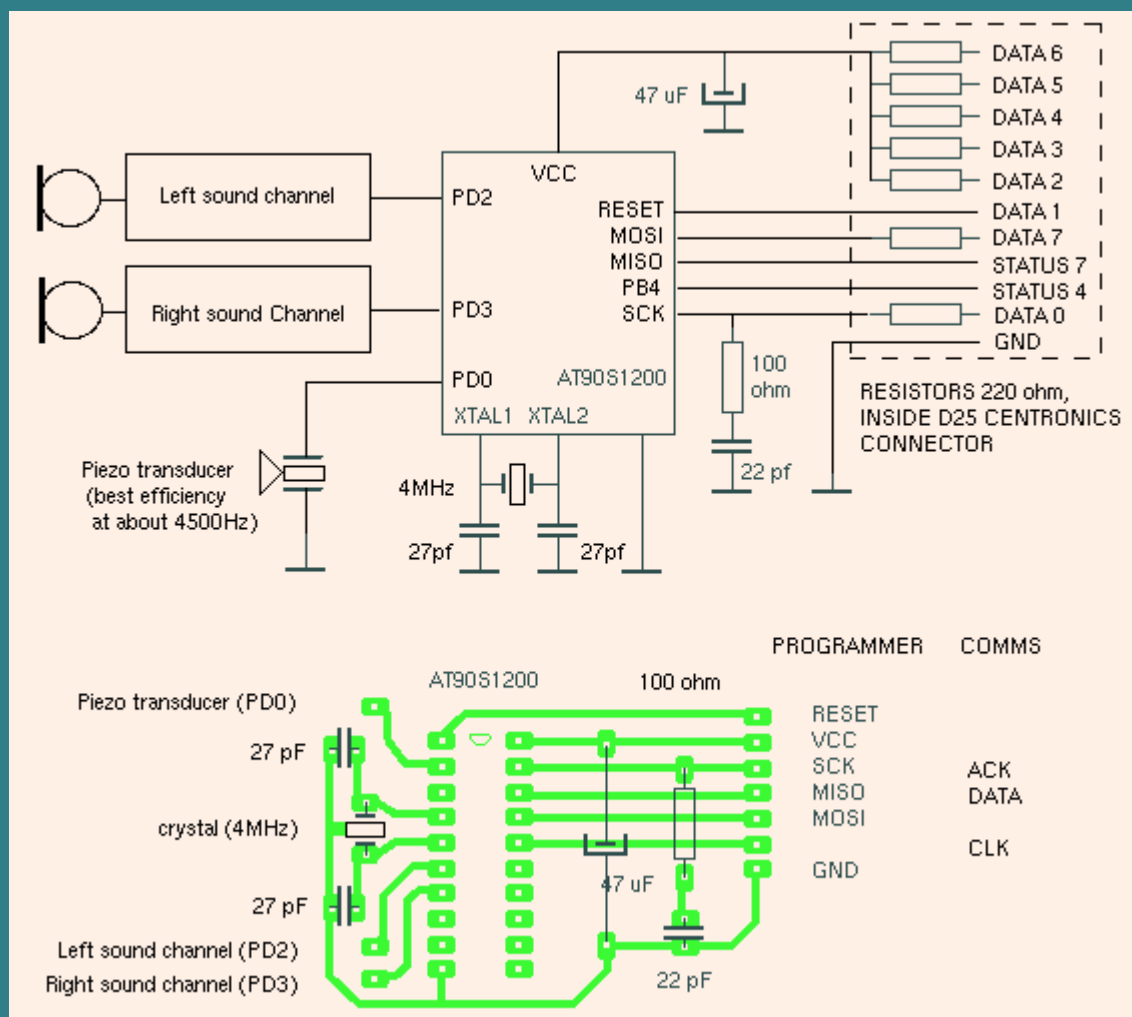 DATA 6
47 uF
DATA 5
DATA 4
DATA 3
VCC
DATA 2
Left sound channel
PD2
RESET
DATA 1
MOSI
DATA 7
MISO
STATUS 7
PB4
STATUS 4
Right sound Channel
PD3
SCK
DATA 0
GND
PD0
AT90S1200
100
ohm
XTAL1
XTAL2
RESISTORS 220 ohm,
INSIDE D25 CENTRONICS
CONNECTOR
Piezo transducer
(best efficiency
at about 4500Hz)
4MHz
22 pf
27pf
27pf
PROGRAMMER
COMMS
AT90S1200
100 ohm
Piezo transducer (PD0)
RESET
27 pF
VCC
SCK
ACK
MISO
DATA
crystal (4MHz)
MOSI
CLK
47 uF
GND
27 pF
Left sound channel (PD2)
Right sound channel (PD3)
22 pF